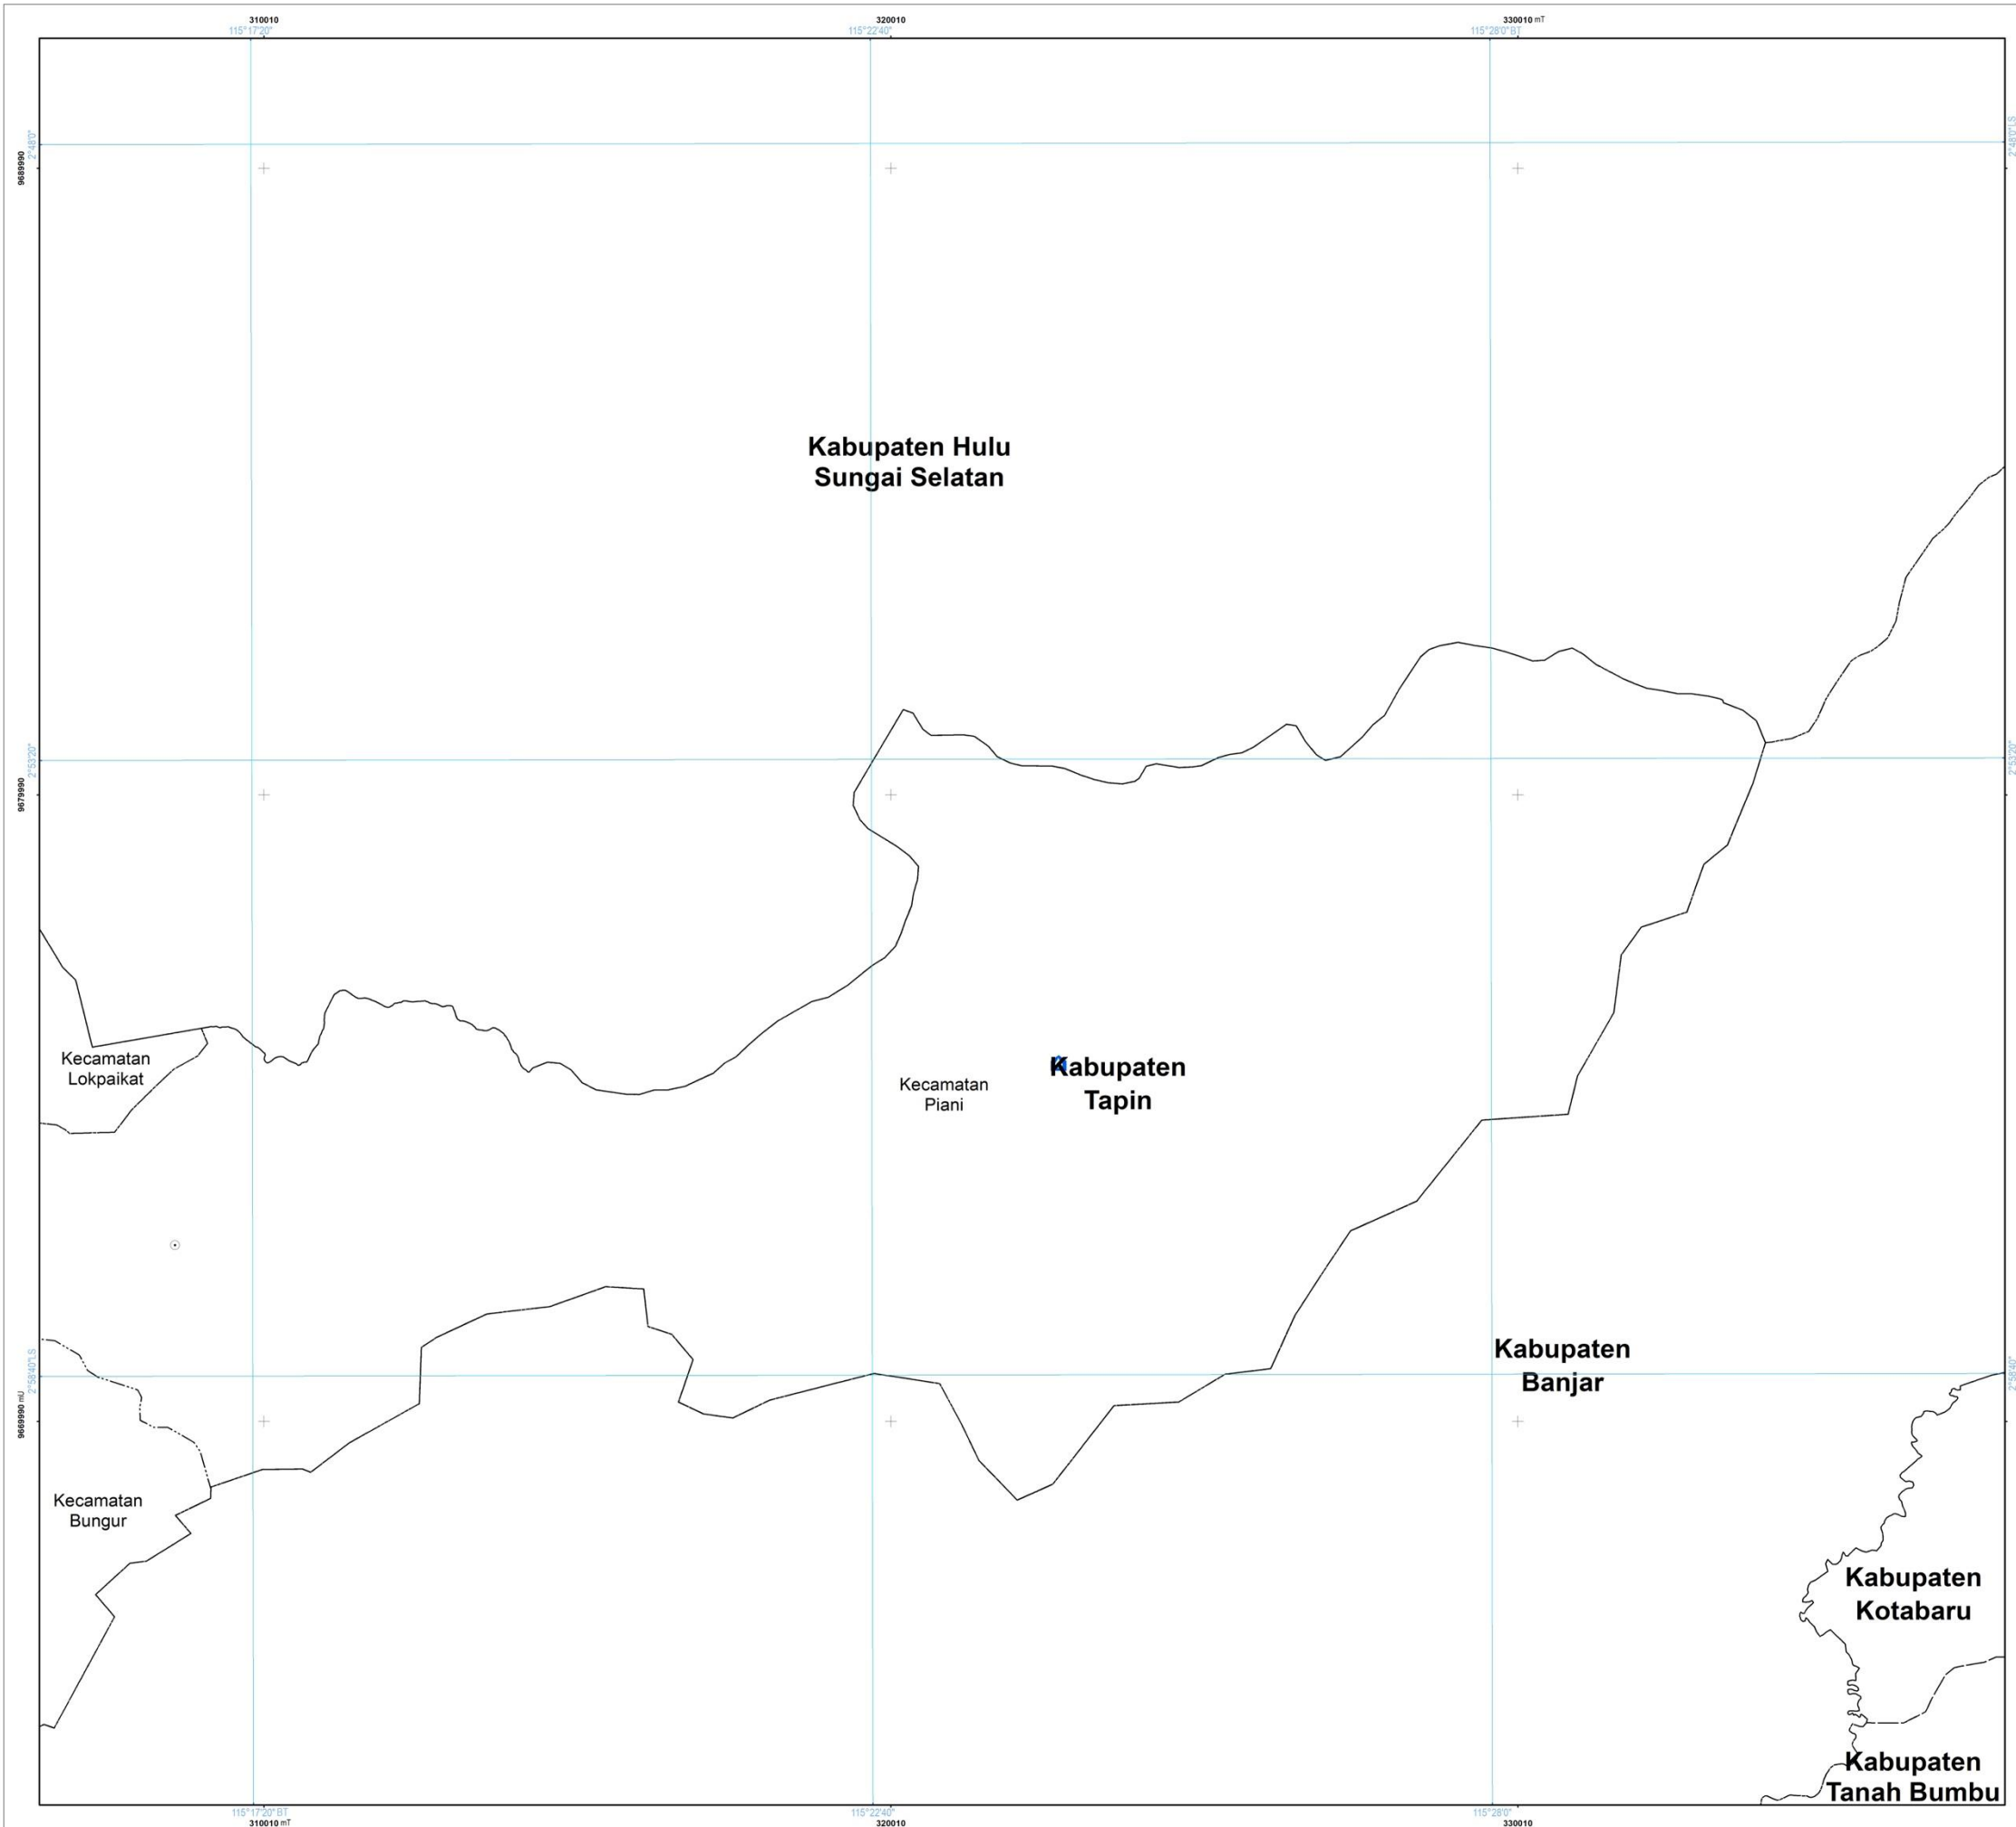 310010
320010
330010 mT
115°17'20"
115°22'40"
115°28'0" BT
2°48'0"
2°48'0" LS
9689990
Kabupaten Hulu
Sungai Selatan
2°53'20"
2°53'20"
9679990
Kecamatan
Lokpaikat
Kecamatan
Piani
Kabupaten
Tapin
Kabupaten
Banjar
2°58'40" LS
2°58'40"
9669990 mU
Kecamatan
Bungur
Kabupaten
Kotabaru
Kabupaten
Tanah Bumbu
115°17'20" BT
115°22'40"
115°28'0"
310010 mT
320010
330010